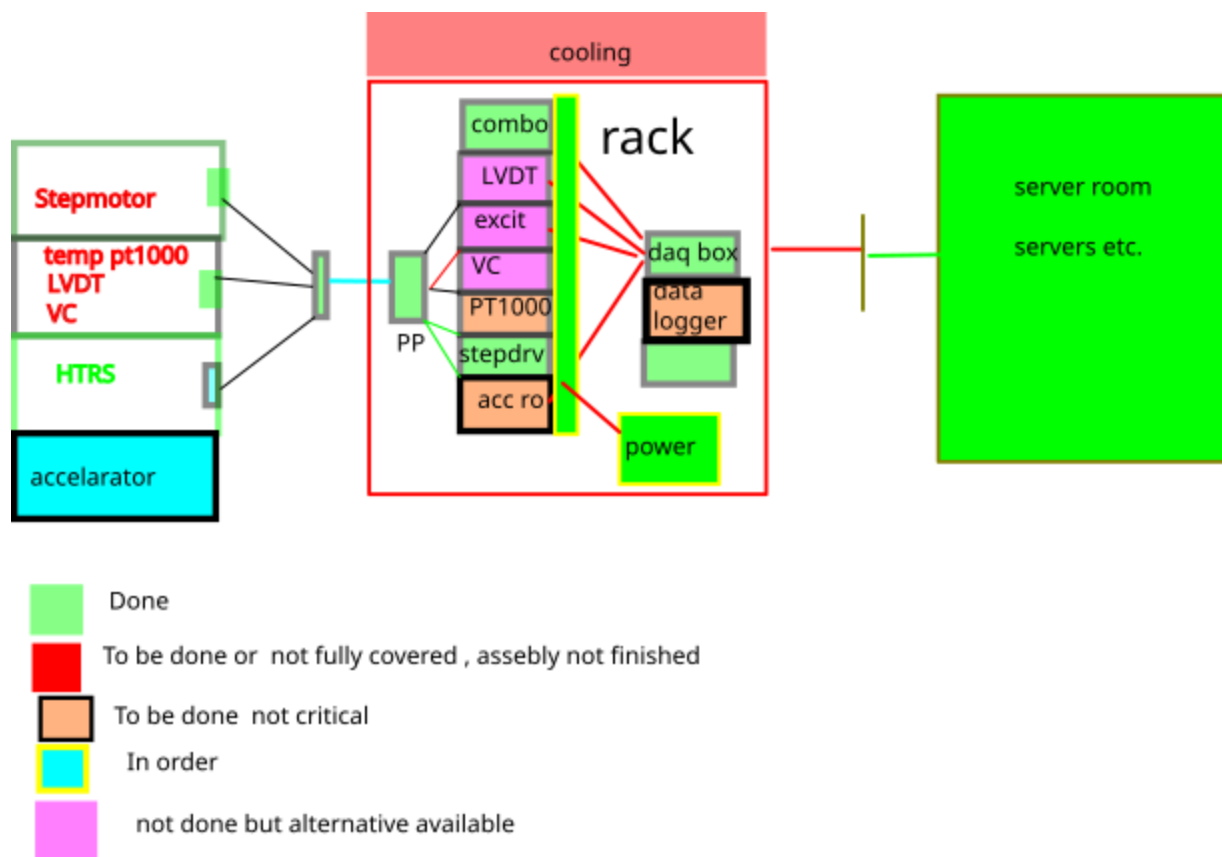 cooling
rack
combo
LVDT
excit
VC
PT1000
stepdrv
acc ro
PP
daq box
data
logger
power
Stepmotor
temp pt1000
LVDT
VC
HTRS
accelarator
server room
servers etc.
Done
To be done or  not fully covered , assebly not finished
To be done  not critical
In order
not done but alternative available